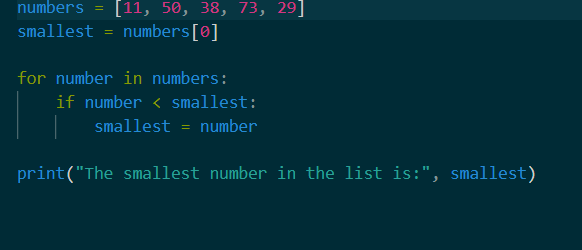 numbers = [11, 50, 38, 73, 29]
smallest = numbers[0]
for number in numbers:
    if number < smallest:
        smallest = number
print("The smallest number in the list is:", smallest)